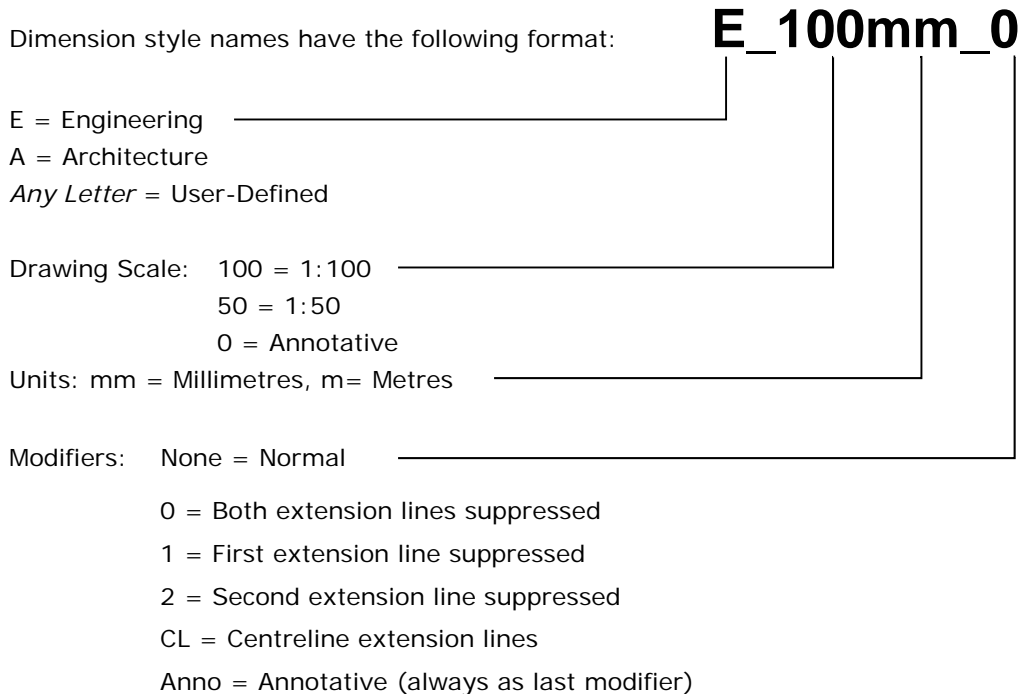 Dimension style names have the following format: E_100mm_0
E = Engineering
A = Architecture
Any Letter = User-Defined
Drawing Scale: 100 = 1:100
50 = 1:50
0 = Annotative
Units: mm = Millimetres, m= Metres
Modifiers: None = Normal
0 = Both extension lines suppressed
1 = First extension line suppressed
2 = Second extension line suppressed
CL = Centreline extension lines
Anno = Annotative (always as last modifier)